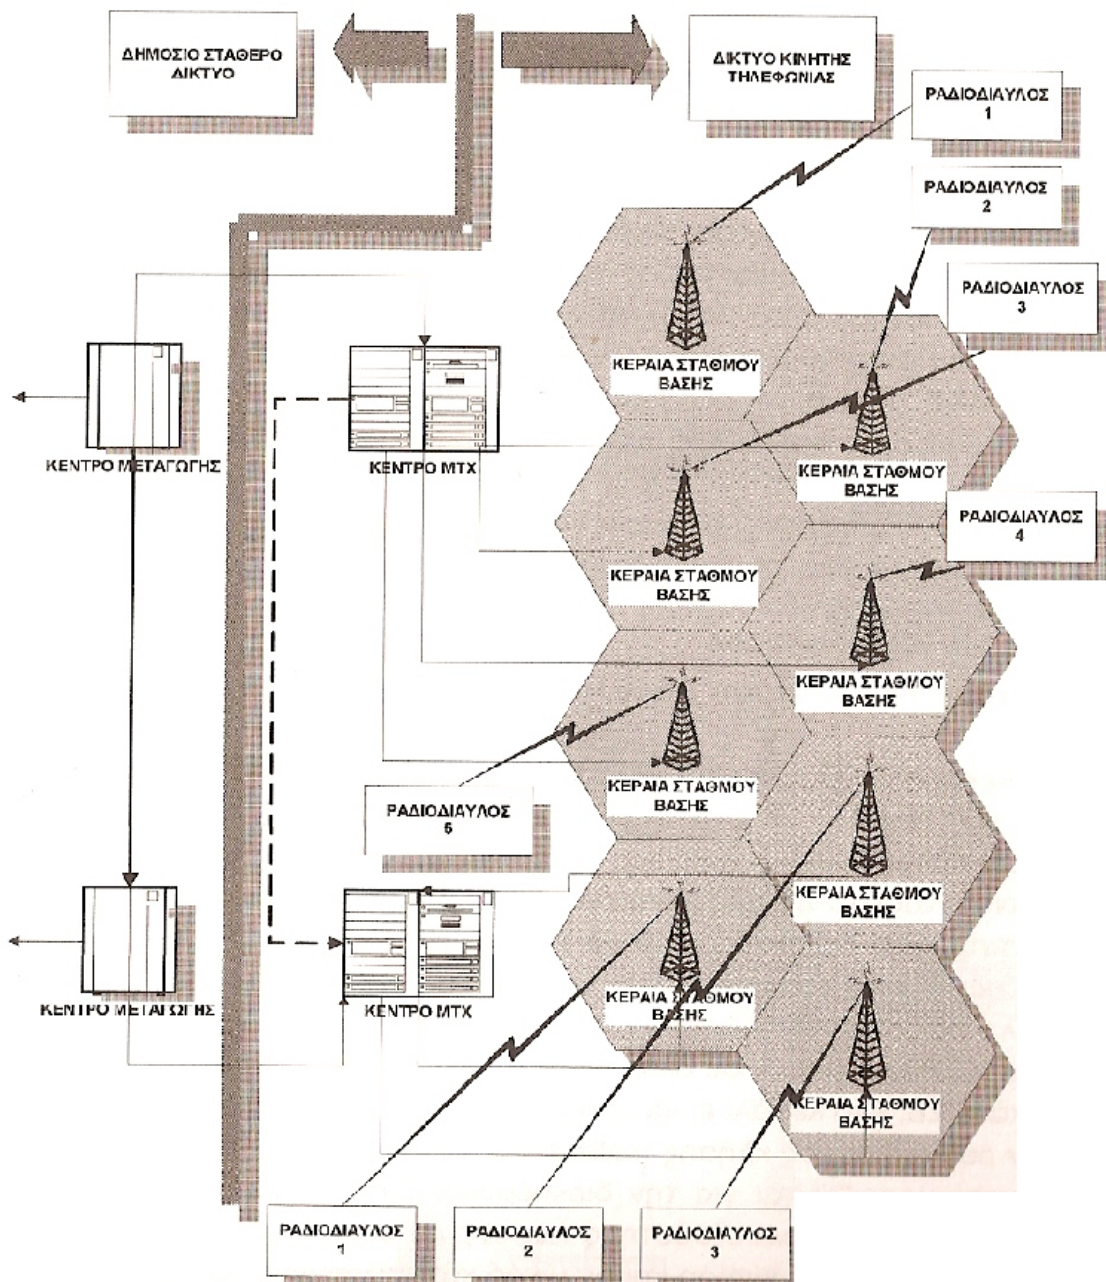 ΔΗΜΟΣΙΟ ΣΤΑΘΕΡΟ
ΔΙΚΤΥΟ
ΔΙΚΤΥΟ ΚΙΝΗΤΗΣ
ΤΗΛΕΦΩΝΙΑΣ
ΡΑΔΙΟΔΙΑΥΛΟΣ
1
ΡΑΔΙΟΔΙΑΥΛΟΣ
2
ΡΑΔΙΟΔΙΑΥΛΟΣ
3
ΚΕΡΑΙΑ ΣΤΑΘΜΟΥ
ΒΑΣΗΣ
ΚΕΝΤΡΟ ΜΕΤΑΓΩΓΗΣ
ΚΕΝΤΡΟ ΜΤΧ
ΚΕΡΑΙΑ ΣΤΑΘΜΟΥ
ΒΑΣΗΣ
ΡΑΔΙΟΔΙΑΥΛΟΣ
4
ΚΕΡΑΙΑ ΣΤΑΘΜΟΥ
ΒΑΣΗΣ
ΚΕΡΑΙΑ ΣΤΑΘΜΟΥ
ΒΑΣΗΣ
ΚΕΡΑΙΑ ΣΤΑΘΜΟΥ
ΒΑΣΗΣ
ΡΑΔΙΟΔΙΑΥΛΟΣ
5
ΚΕΡΑΙΑ ΣΤΑΘΜΟΥ
ΒΑΣΗΣ
ΚΕΝΤΡΟ ΜΕΤΑΓΩΓΗΣ
ΚΕΝΤΡΟ ΜΤΧ
ΚΕΡΑΙΑ ΣΤΑΘΜΟΥ
ΒΑΣΗΣ
ΚΕΡΑΙΑ ΣΤΑΘΜΟΥ
ΒΑΣΗΣ
ΡΑΔΙΟΔΙΑΥΛΟΣ
1
ΡΑΔΙΟΔΙΑΥΛΟΣ
2
ΡΑΔΙΟΔΙΑΥΛΟΣ
3